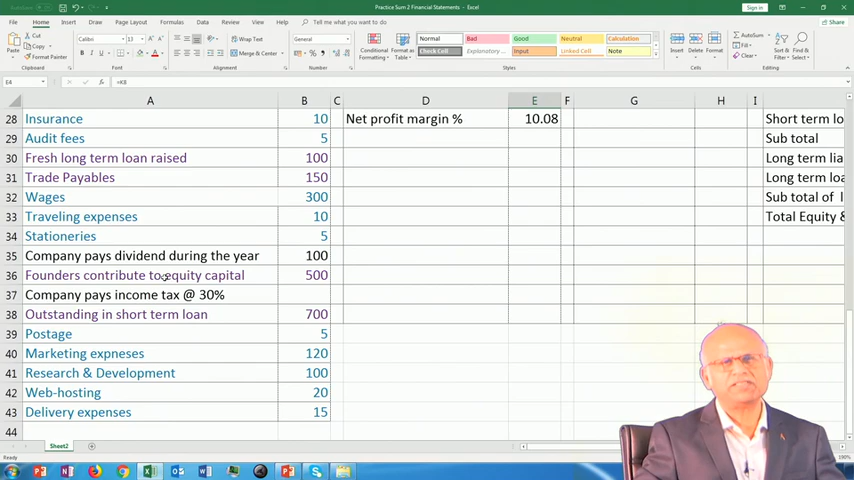 Practice Sum 2 Financial Statements - Excel
Sign in
File Home Insert Draw Page Layout Formulas Data Review View Help Tell me what you want to do
Share
Paste
Cut
Copy
Format Painter
Clipboard
Calibri 13
Font
Wrap Text
Merge & Center
Alignment
General
Number
Conditional Formatting
Format as Table
Normal Bad Good Neutral Calculation
Check Cell Explanatory ... Input Linked Cell Note
Styles
Insert Delete Format
Cells
AutoSum
Fill
Clear
Sort & Filter
Find & Select
Editing
E4
=K8
A B C D E F G H I
28 Insurance 10 Net profit margin % 10.08 Short term lo
29 Audit fees 5 Sub total
30 Fresh long term loan raised 100 Long term lia
31 Trade Payables 150 Long term loa
32 Wages 300 Sub total of l
33 Traveling expenses 10 Total Equity &
34 Stationeries 5
35 Company pays dividend during the year 100
36 Founders contribute to equity capital 500
37 Company pays income tax @ 30%
38 Outstanding in short term loan 700
39 Postage 5
40 Marketing expneses 120
41 Research & Development 100
42 Web-hosting 20
43 Delivery expenses 15
44
Sheet2
Ready
190%